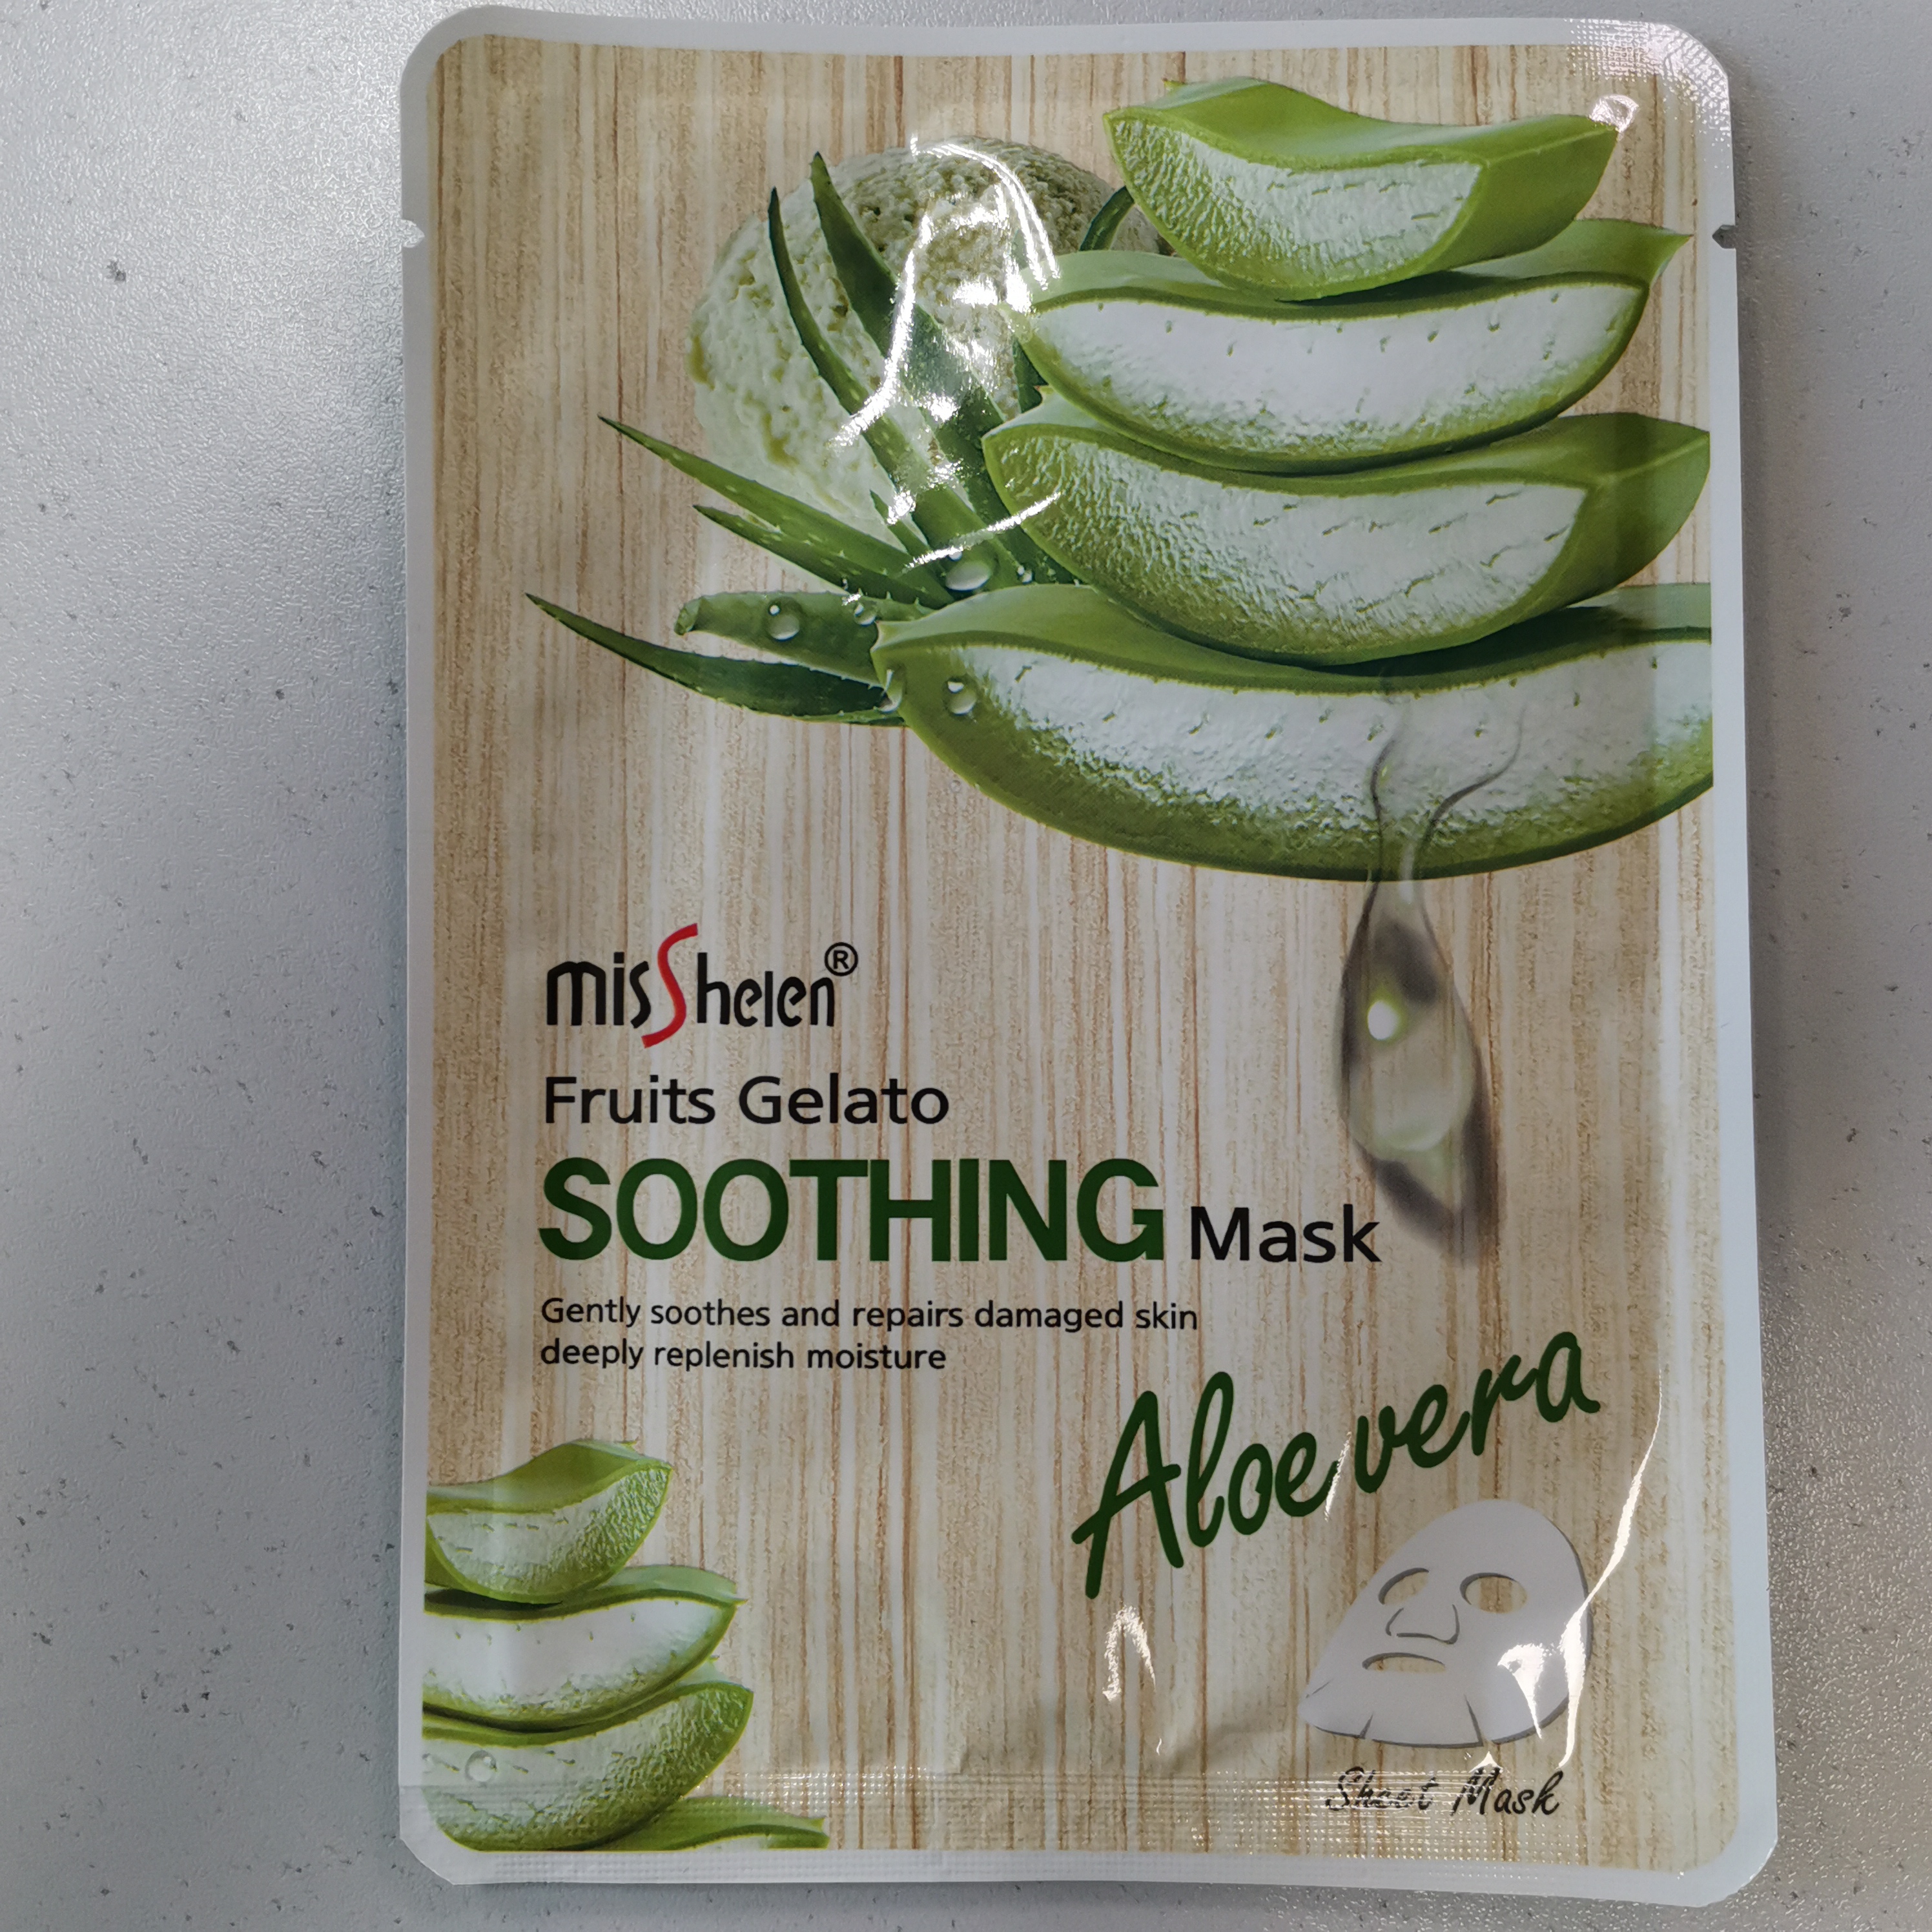 misShelen®
Fruits Gelato
SOOTHING Mask
Gently soothes and repairs damaged skin
deeply replenish moisture
Aloe vera
Sheet Mask